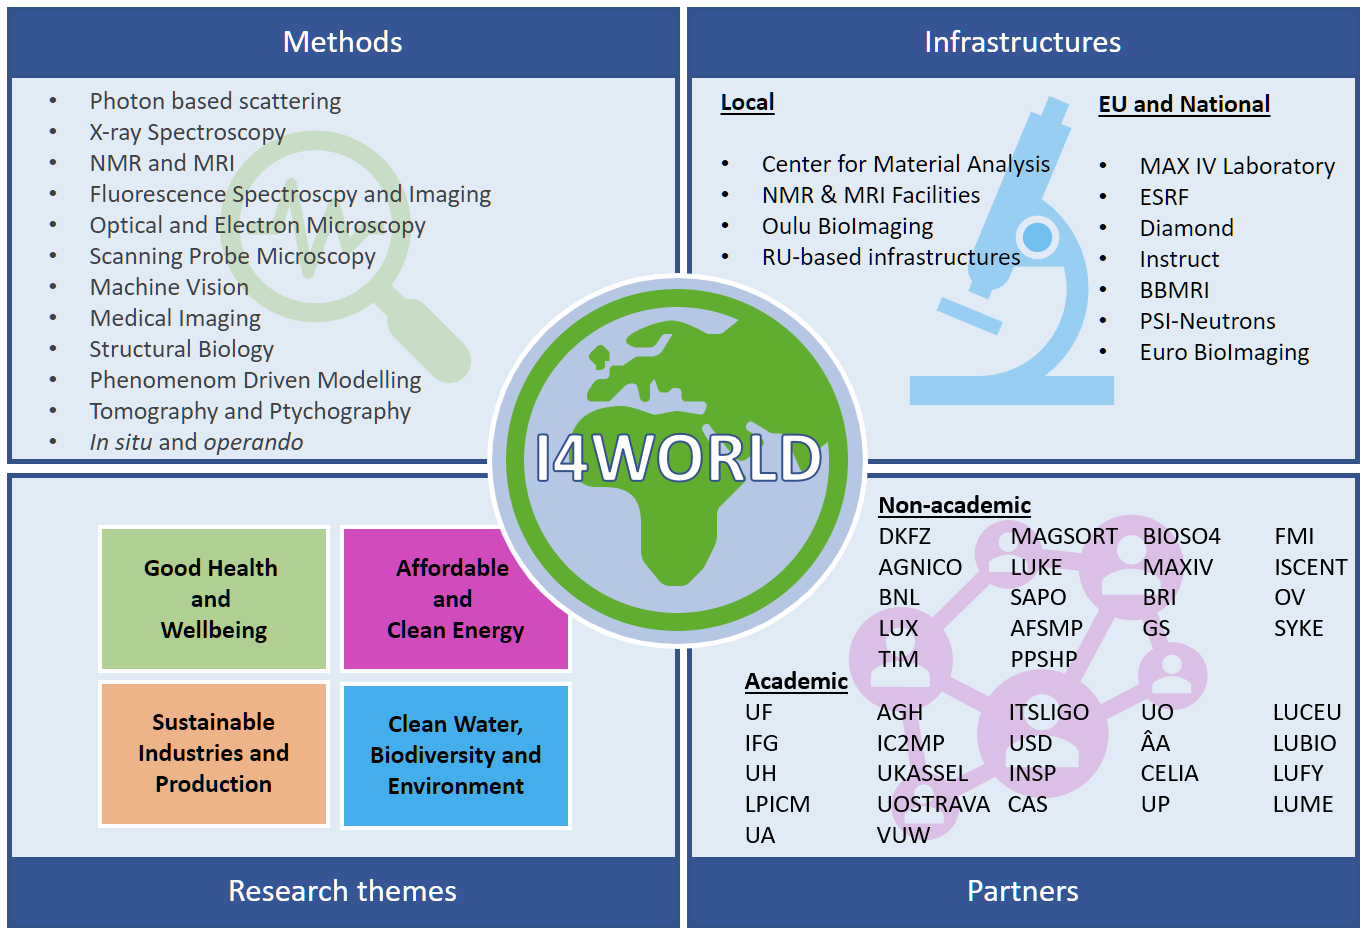 Methods
• Photon based scattering
• X-ray Spectroscopy
• NMR and MRI
• Fluorescence Spectroscpy and Imaging
• Optical and Electron Microscopy
• Scanning Probe Microscopy
• Machine Vision
• Medical Imaging
• Structural Biology
• Phenomenom Driven Modelling
• Tomography and Ptychography
• In situ and operando
Infrastructures
Local
• Center for Material Analysis
• NMR & MRI Facilities
• Oulu BioImaging
• RU-based infrastructures
EU and National
• MAX IV Laboratory
• ESRF
• Diamond
• Instruct
• BBMRI
• PSI-Neutrons
• Euro BioImaging
I4WORLD
Good Health
and
Wellbeing
Affordable
and
Clean Energy
Sustainable
Industries and
Production
Clean Water,
Biodiversity and
Environment
Research themes
Non-academic
DKFZ MAGSORT BIOSO4 FMI
AGNICO LUKE MAXIV ISCENT
BNL SAPO BRI OV
LUX AFSMP GS SYKE
TIM PPSHP
Academic
UF AGH ITSLIGO UO LUCEU
IFG IC2MP USD ÂA LUBIO
UH UKASSEL INSP CELIA LUFY
LPICM UOSTRAVA CAS UP LUME
UA VUW
Partners